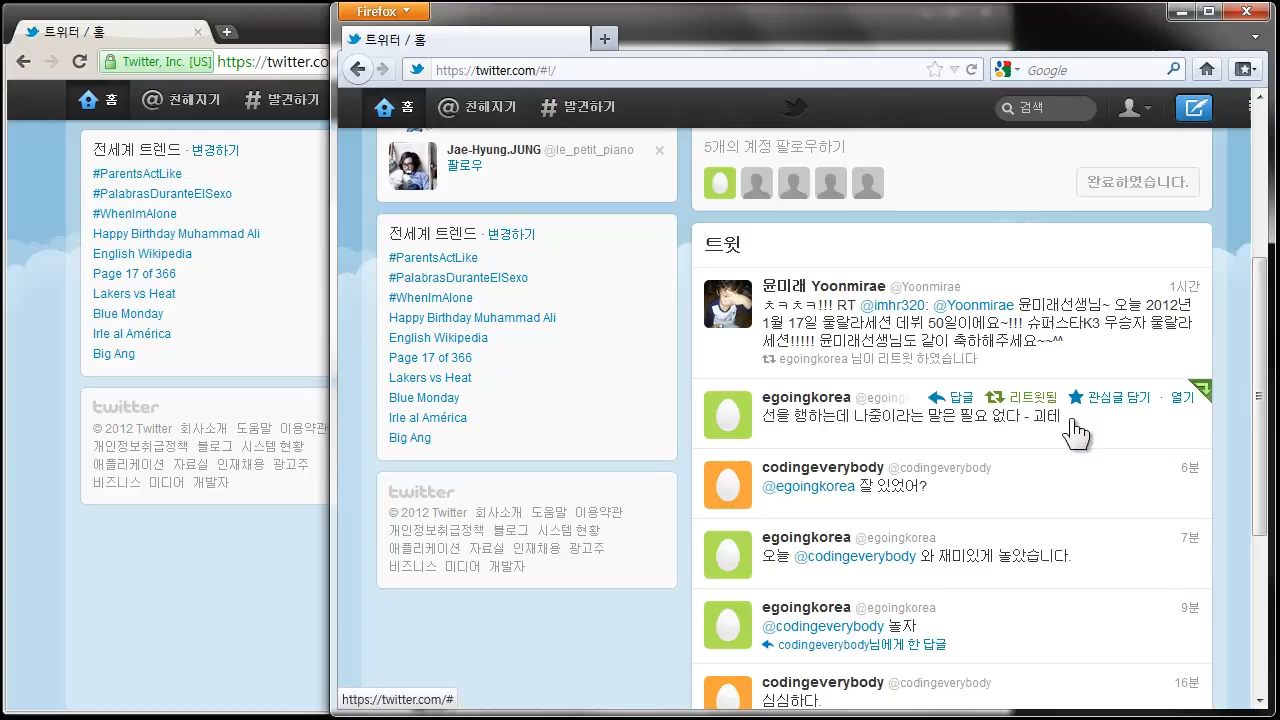 트위터 / 홈
Twitter, Inc. [US]
https://twitter.co
홈
친해지기
발견하기
전세계 트렌드 · 변경하기
#ParentsActLike
#PalabrasDuranteElSexo
#WhenImAlone
Happy Birthday Muhammad Ali
English Wikipedia
Page 17 of 366
Lakers vs Heat
Blue Monday
Irle al América
Big Ang
twitter
© 2012 Twitter 회사소개 도움말 이용약관
개인정보취급정책 블로그 시스템 현황
애플리케이션 자료실 인재채용 광고주
비즈니스 미디어 개발자
Firefox
트위터 / 홈
https://twitter.com/#!/
Google
홈
친해지기
발견하기
검색
Jae-Hyung.JUNG @le_petit_piano
팔로우
전세계 트렌드 · 변경하기
#ParentsActLike
#PalabrasDuranteElSexo
#WhenImAlone
Happy Birthday Muhammad Ali
English Wikipedia
Page 17 of 366
Lakers vs Heat
Blue Monday
Irle al América
Big Ang
twitter
© 2012 Twitter 회사소개 도움말 이용약관
개인정보취급정책 블로그 시스템 현황
애플리케이션 자료실 인재채용 광고주
비즈니스 미디어 개발자
5개의 계정 팔로우하기
완료하였습니다.
트윗
윤미래 Yoonmirae @Yoonmirae 1시간
ㅊㅋㅊㅋ!!! RT @imhr320: @Yoonmirae 윤미래선생님~ 오늘 2012년
1월 17일 울랄라세션 데뷔 50일이에요~!!! 슈퍼스타K3 우승자 울랄라
세션!!!!! 윤미래선생님도 같이 축하해주세요~~^^
egoingkorea 님이 리트윗 하였습니다
egoingkorea @egoing 답글 리트윗됨 관심글 담기 · 열기
선을 행하는데 나중이라는 말은 필요 없다 - 괴테
codingeverybody @codingeverybody 6분
@egoingkorea 잘 있었어?
egoingkorea @egoingkorea 7분
오늘 @codingeverybody 와 재미있게 놀았습니다.
egoingkorea @egoingkorea 9분
@codingeverybody 놀자
codingeverybody님에게 한 답글
codingeverybody @codingeverybody 16분
심심하다.
https://twitter.com/#